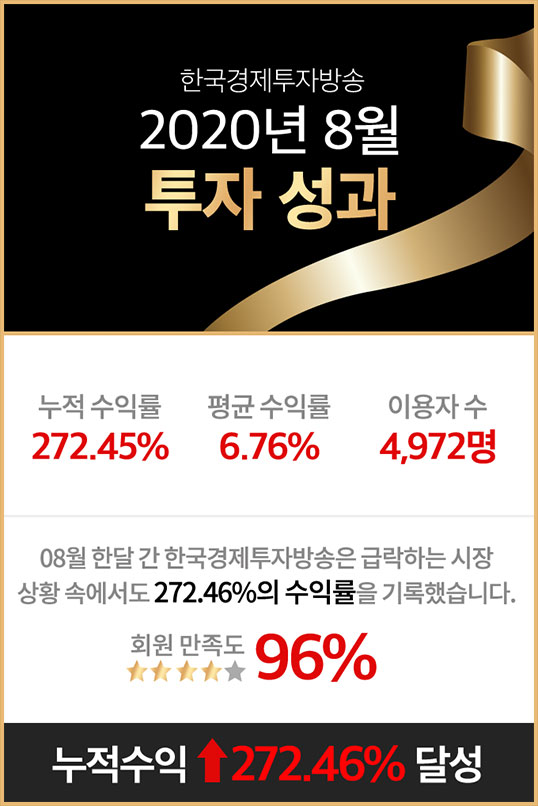 한국경제투자방송
2020년 8월
투자 성과
누적 수익률 평균 수익률 이용자 수
272.45% 6.76% 4,972명
08월 한달 간 한국경제투자방송은 급락하는 시장
상황 속에서도 272.46%의 수익률을 기록했습니다.
회원 만족도 96%
누적수익 272.46% 달성